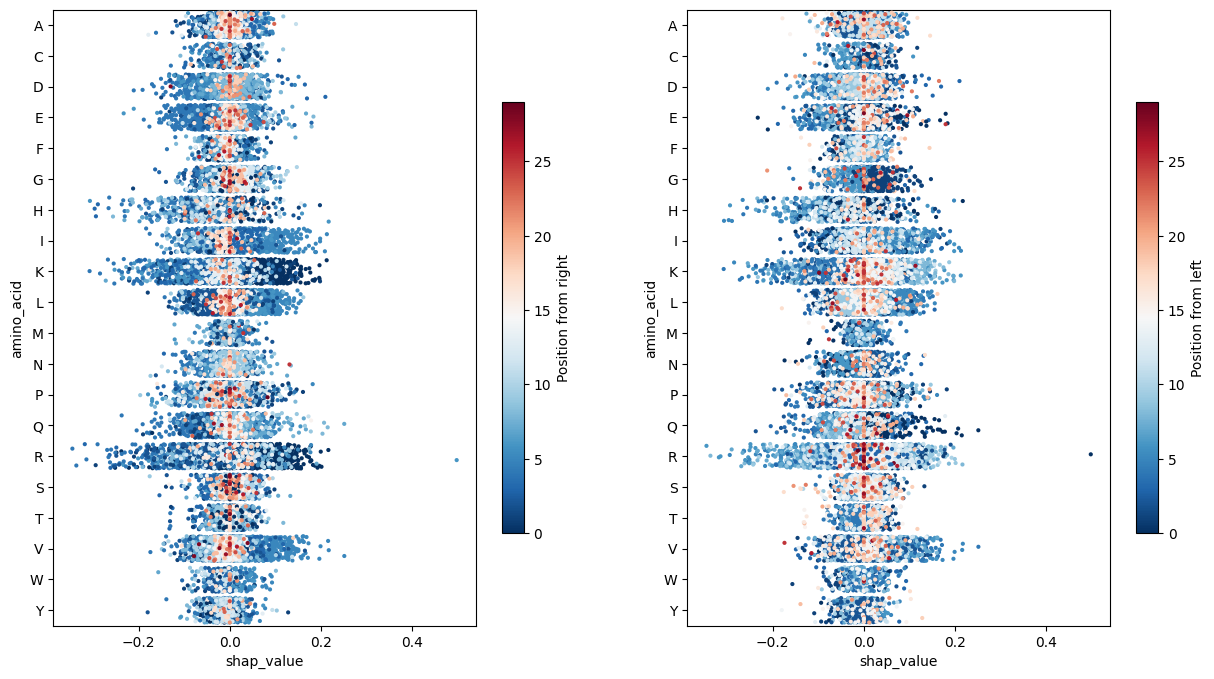 A
C
D
E
F
G
H
I
K
L
M
N
P
Q
R
S
T
V
W
Y
amino_acid
−0.2
0.0
0.2
0.4
shap_value
25
20
15
10
5
0
Position from right
A
C
D
E
F
G
H
I
K
L
M
N
P
Q
R
S
T
V
W
Y
amino_acid
−0.2
0.0
0.2
0.4
shap_value
25
20
15
10
5
0
Position from left